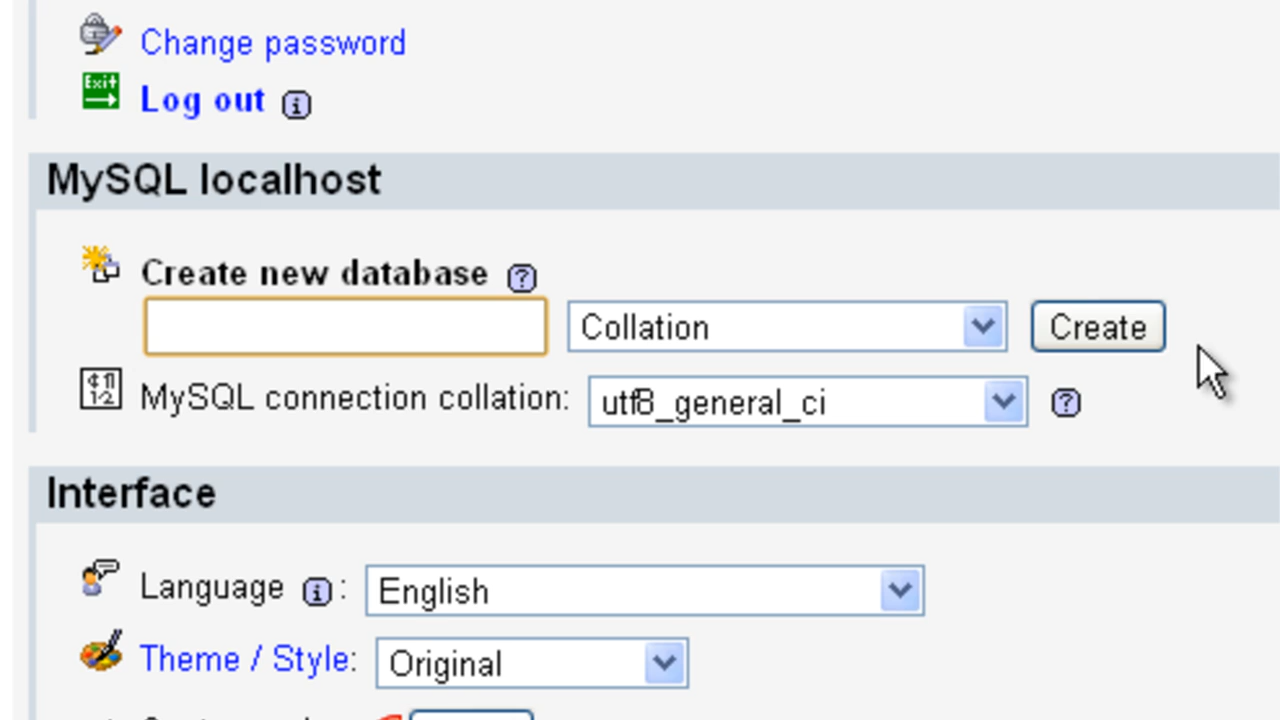 Change password
Exit
Log out
MySQL localhost
Create new database
Collation Create
MySQL connection collation: utf8_general_ci
Interface
Language : English
Theme / Style: Original